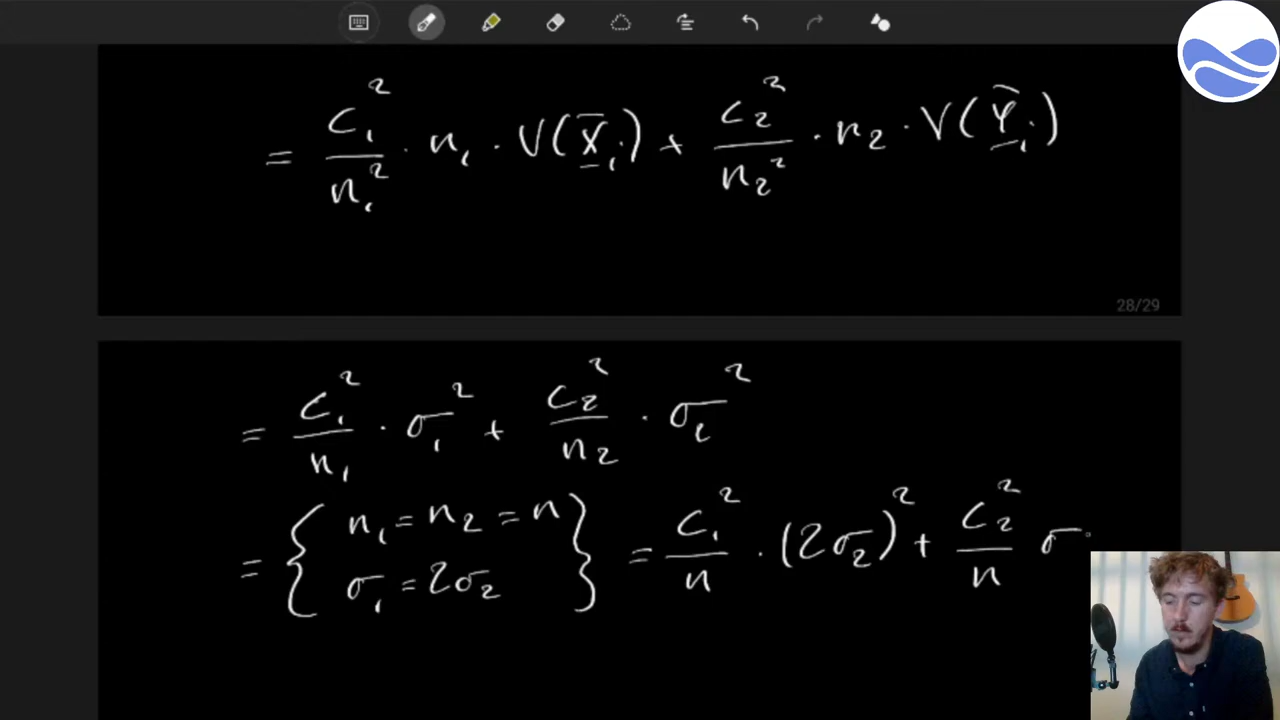 = c₁²/n₁² · n₁ · V(X̄ᵢ) + c₂²/n₂² · n₂ · V(Ȳᵢ)
28/29
= c₁²/n₁ · σ₁² + c₂²/n₂ · σ₂²
= { n₁ = n₂ = n
σ₁ = 2σ₂ } = c₁²/n · (2σ₂)² + c₂²/n σ